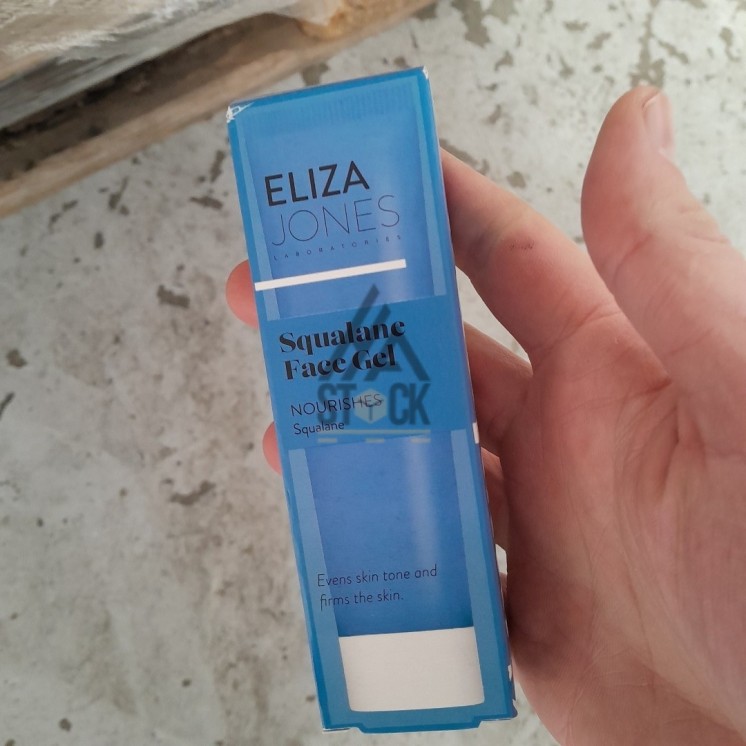 ELIZA
JONES
LABORATORIES
Squalane
Face Gel
NOURISHES
Squalane
STOCK
Evens skin tone and
firms the skin.